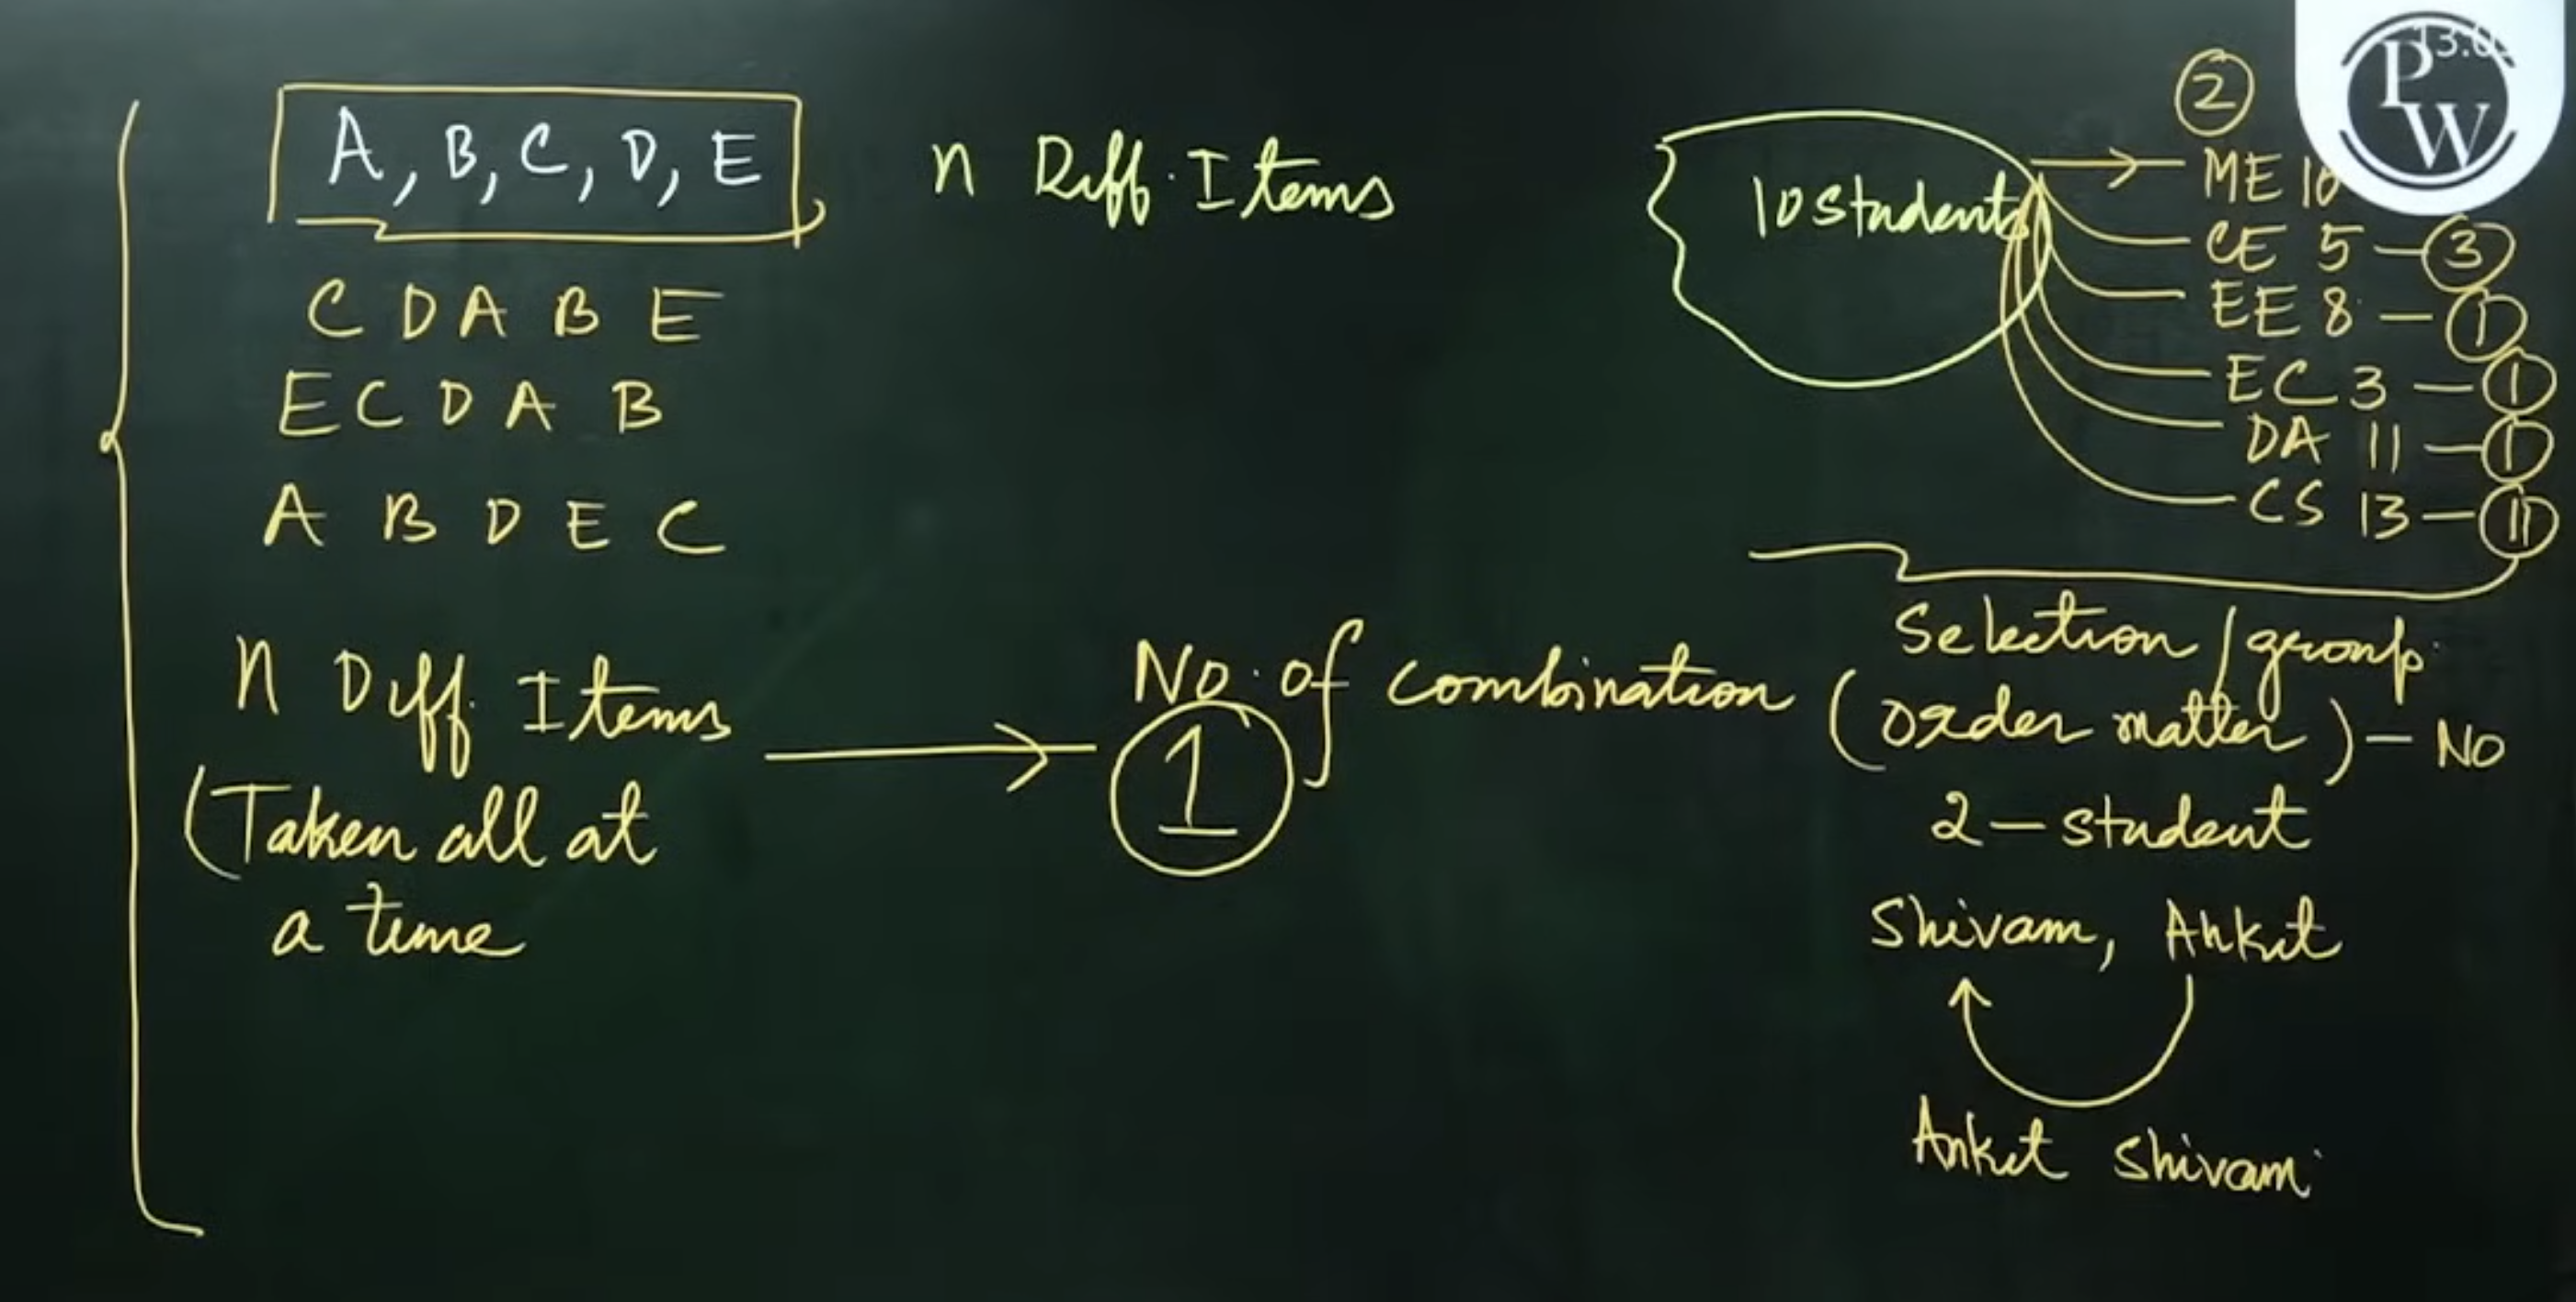 A, B, C, D, E
n Diff. Items
C D A B E
E C D A B
A B D E C
n Diff. Items
(Taken all at
a time
No. of combination
1
10 students
2
ME 10
CE 5 - 3
EE 8 - 1
EC 3 - 1
DA 11 - 1
CS 13 - 11
Selection / group
(order matter) - No
2 - student
Shivam, Ankit
Ankit Shivam
PW